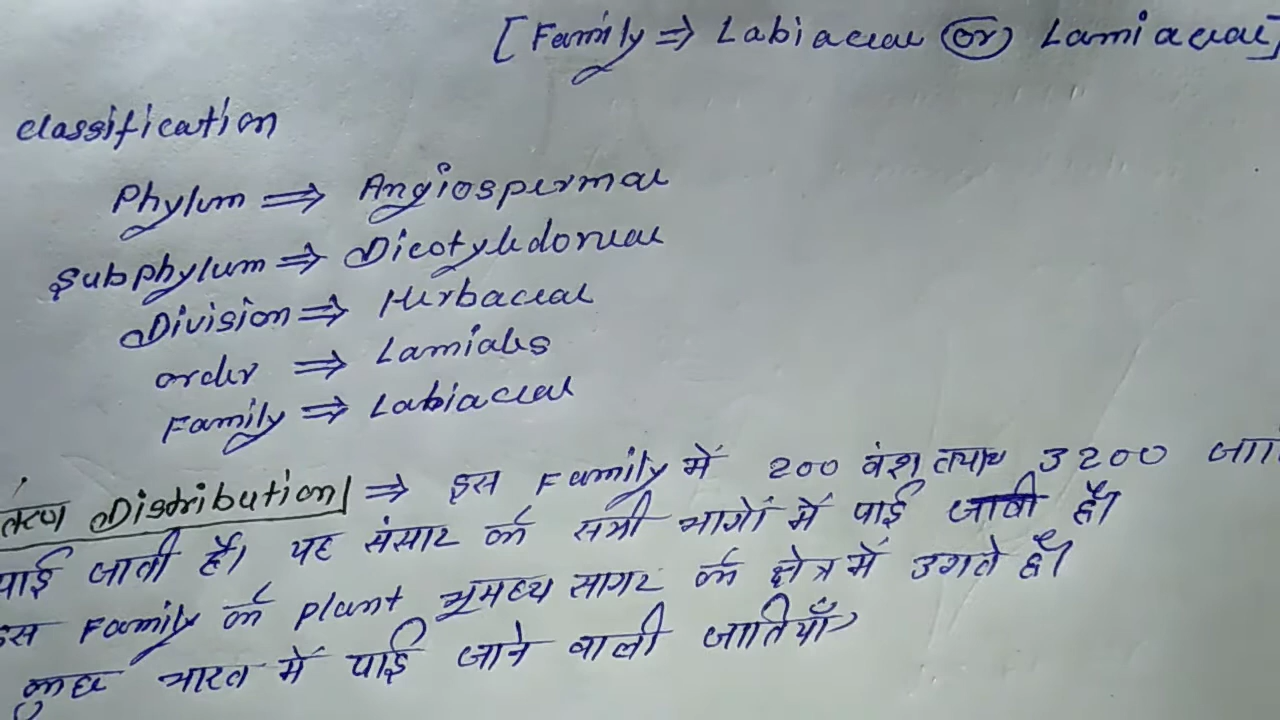 [Family ⇒ Labiaceae or Lamiaceae]
classification
Phylum ⇒ Angiospermae
Subphylum ⇒ Dicotyledoneae
Division ⇒ Herbaceae
order ⇒ Lamiales
Family ⇒ Labiaceae
Distribution ⇒ इस Family में 200 वंश तथा 3200
पाई जाती हैं। यह संसार के सभी भागों में पाई जाती हैं।
इस Family के plant भूमध्य सागर के क्षेत्र में उगते हैं।
कुछ भारत में पाई जाने वाली जातियाँ